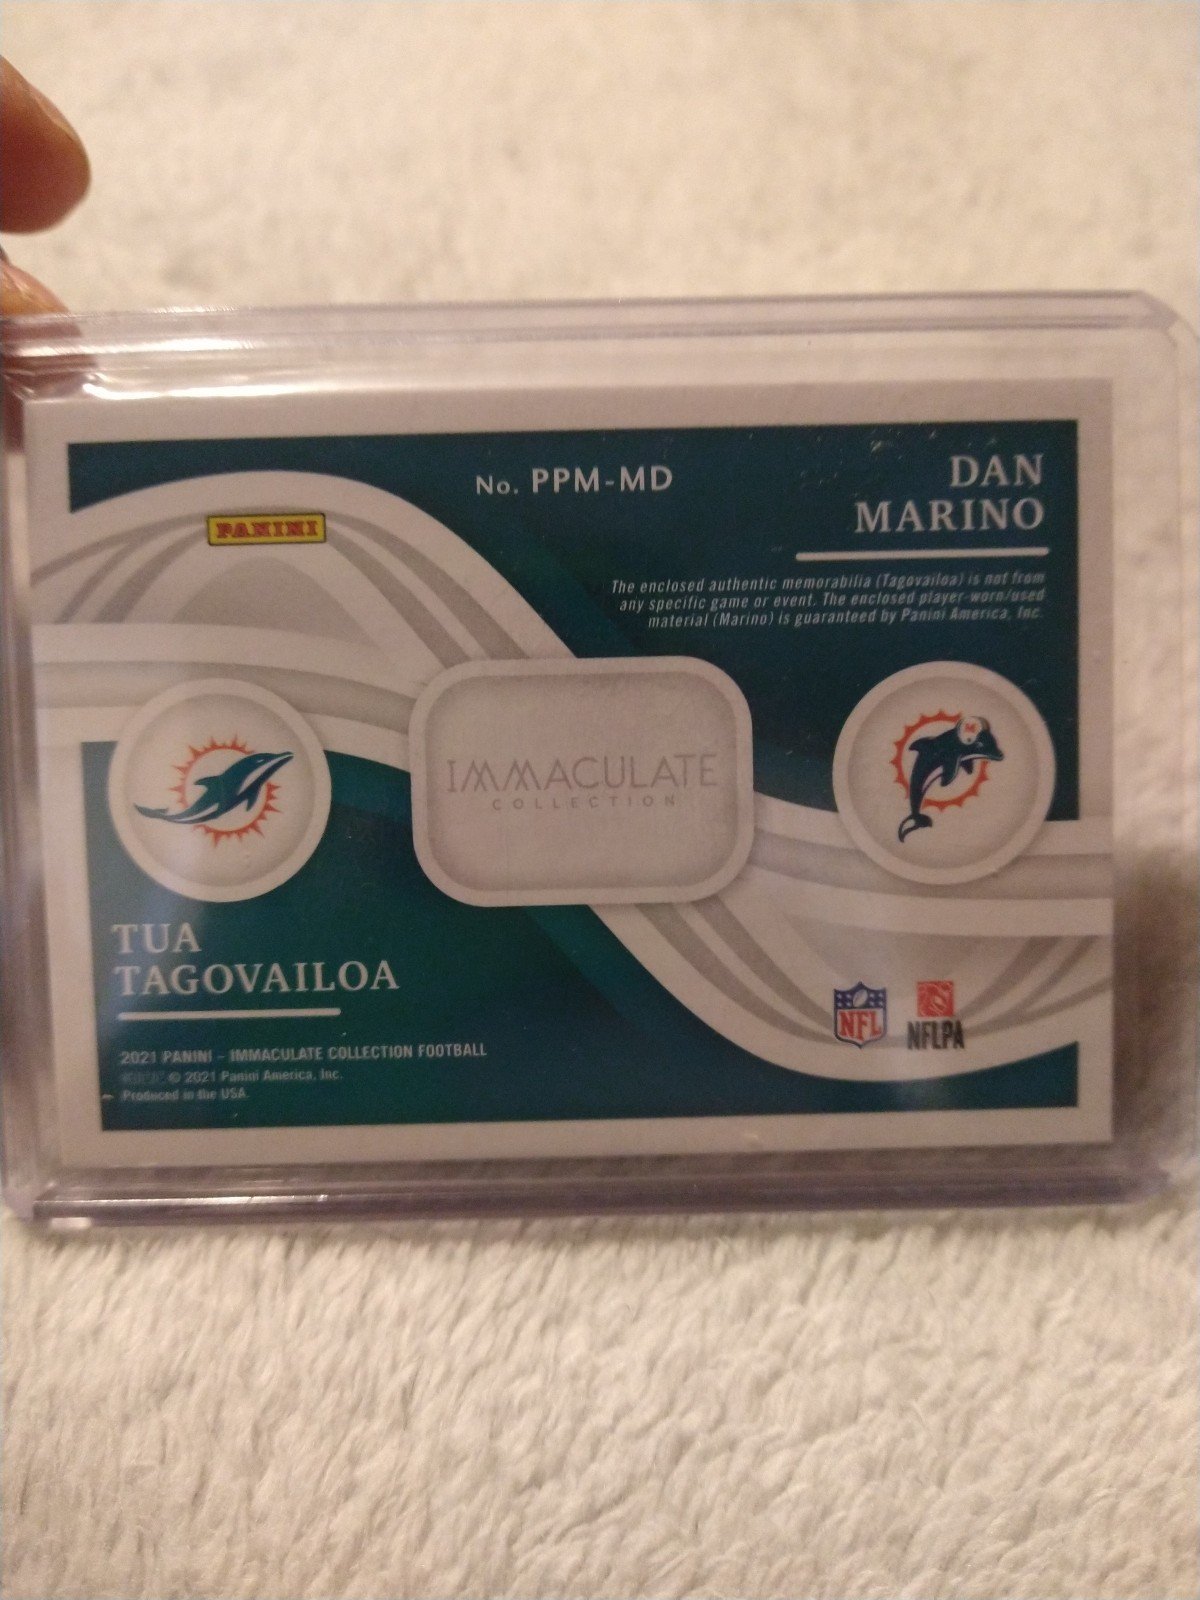 No. PPM-MD
PANINI
DAN
MARINO
The enclosed authentic memorabilia (Tagovailoa) is not from
any specific game or event. The enclosed player-worn/used
material (Marino) is guaranteed by Panini America, Inc.
IMMACULATE
COLLECTION
M
TUA
TAGOVAILOA
2021 PANINI – IMMACULATE COLLECTION FOOTBALL
© 2021 Panini America, Inc.
Produced in the USA.
NFL
NFLPA